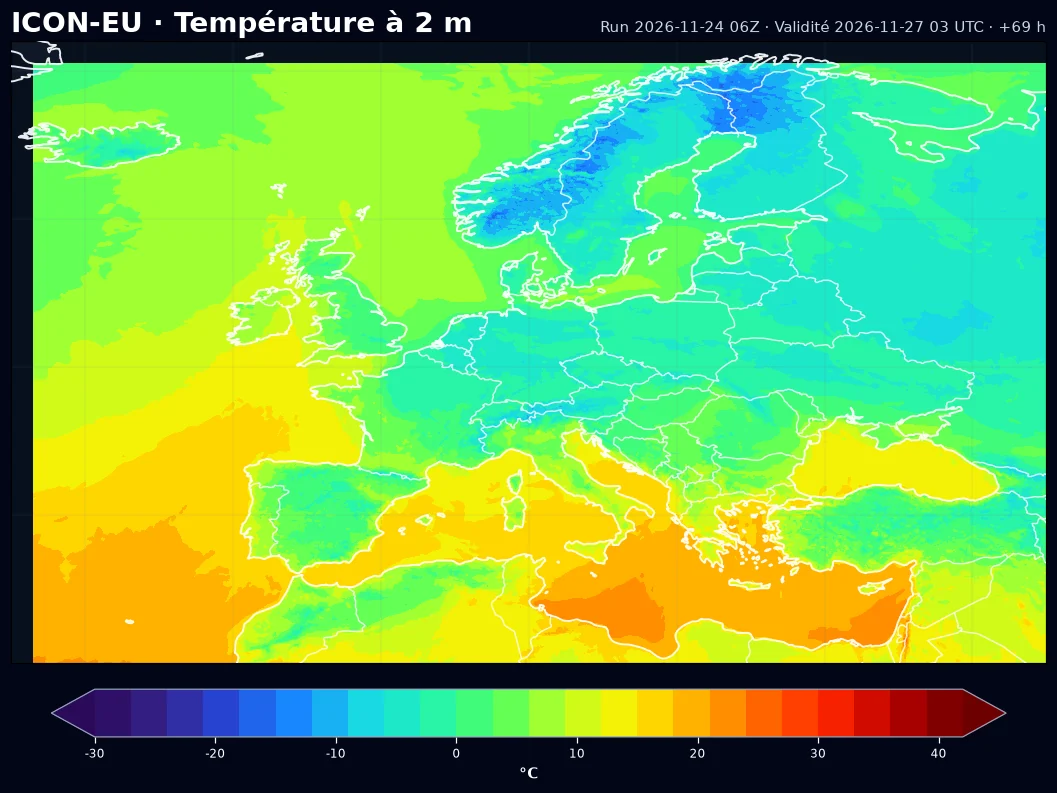 ICON-EU · Température à 2 m
Run 2026-11-24 06Z · Validité 2026-11-27 03 UTC · +69 h
-30 -20 -10 0 10 20 30 40
°C